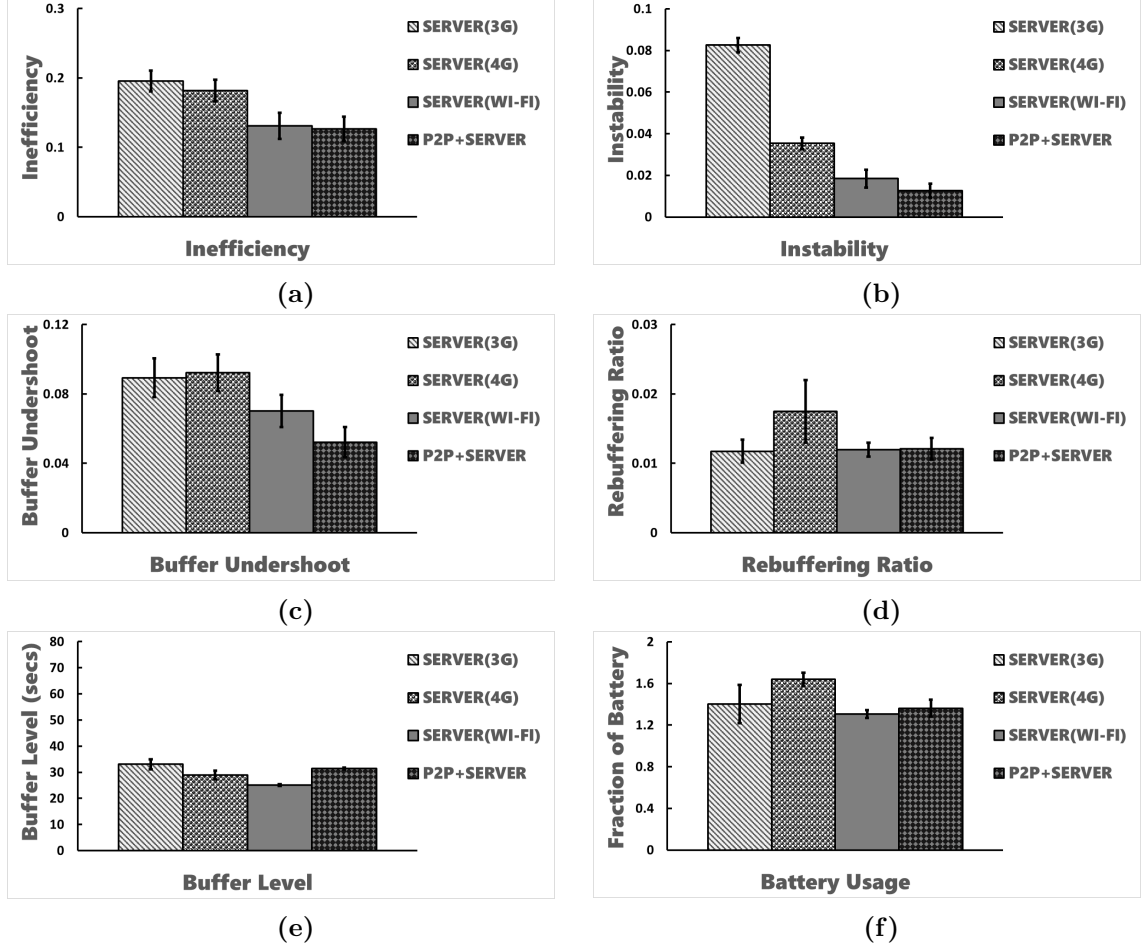 0.3
0.2
0.1
0
Inefficiency
Inefficiency
SERVER(3G)
SERVER(4G)
SERVER(WI-FI)
P2P+SERVER
(a)
0.1
0.08
0.06
0.04
0.02
0
Instability
Instability
SERVER(3G)
SERVER(4G)
SERVER(WI-FI)
P2P+SERVER
(b)
0.12
0.08
0.04
0
Buffer Undershoot
Buffer Undershoot
SERVER(3G)
SERVER(4G)
SERVER(WI-FI)
P2P+SERVER
(c)
0.03
0.02
0.01
0
Rebuffering Ratio
Rebuffering Ratio
SERVER(3G)
SERVER(4G)
SERVER(WI-FI)
P2P+SERVER
(d)
80
70
60
50
40
30
20
10
0
Buffer Level (secs)
Buffer Level
SERVER(3G)
SERVER(4G)
SERVER(WI-FI)
P2P+SERVER
(e)
2
1.6
1.2
0.8
0.4
0
Fraction of Battery
Battery Usage
SERVER(3G)
SERVER(4G)
SERVER(WI-FI)
P2P+SERVER
(f)